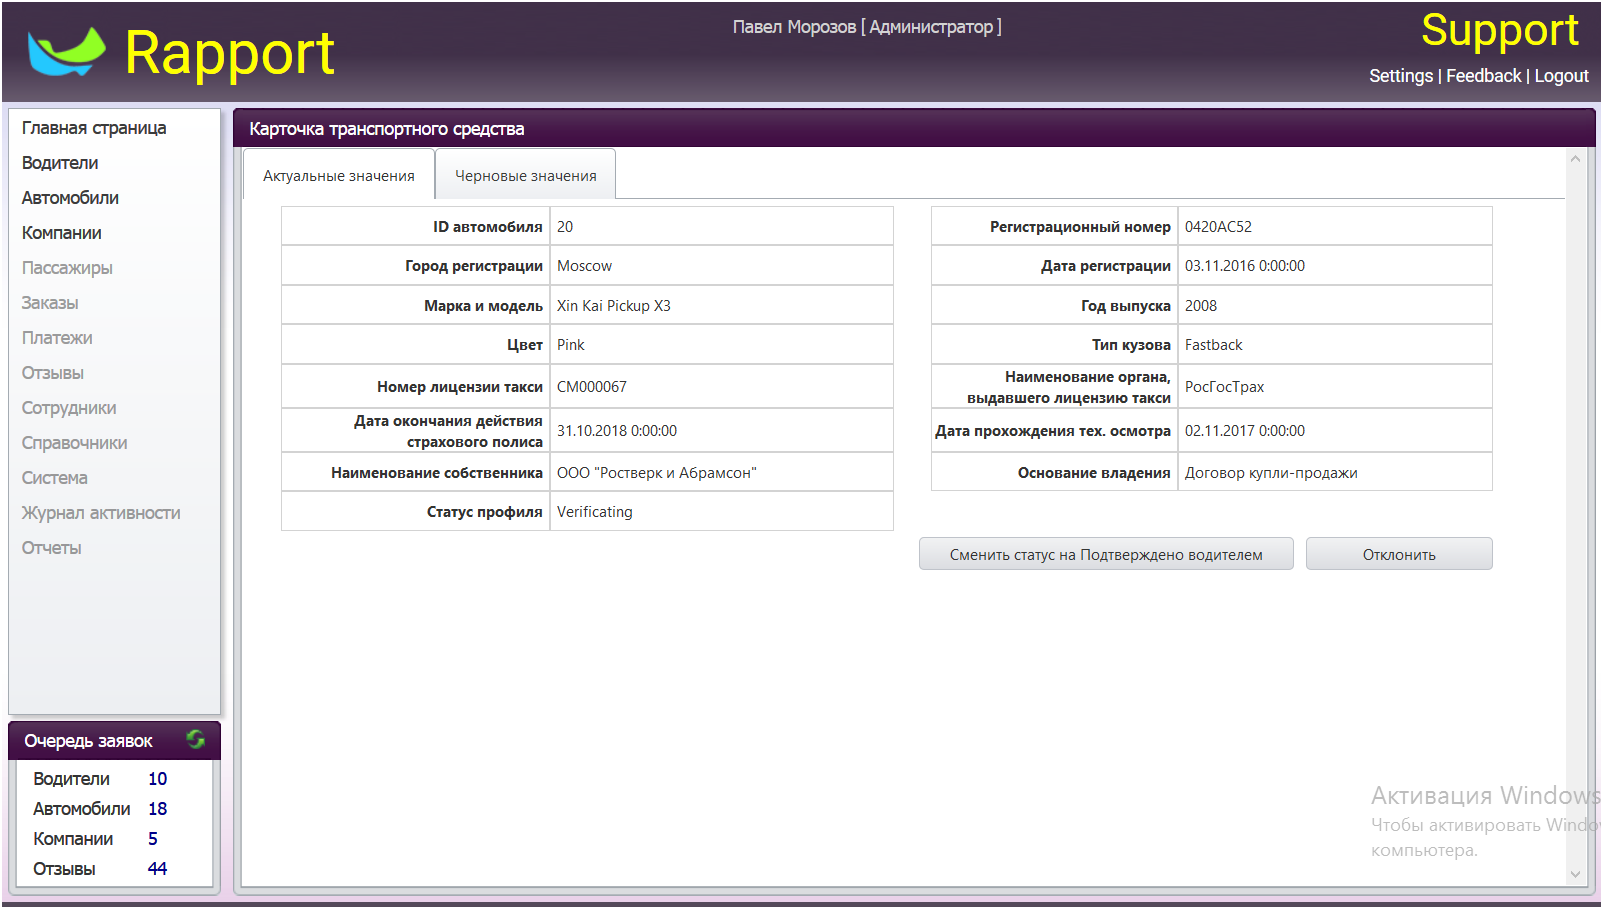 Rapport
Павел Морозов [ Администратор ]
Support
Settings | Feedback | Logout
Главная страница
Водители
Автомобили
Компании
Пассажиры
Заказы
Платежи
Отзывы
Сотрудники
Справочники
Система
Журнал активности
Отчеты
Очередь заявок
Водители 10
Автомобили 18
Компании 5
Отзывы 44
Карточка транспортного средства
Актуальные значения
Черновые значения
ID автомобиля 20
Город регистрации Moscow
Марка и модель Xin Kai Pickup X3
Цвет Pink
Номер лицензии такси CM000067
Дата окончания действия
страхового полиса 31.10.2018 0:00:00
Наименование собственника ООО "Ростверк и Абрамсон"
Статус профиля Verificating
Регистрационный номер 0420AC52
Дата регистрации 03.11.2016 0:00:00
Год выпуска 2008
Тип кузова Fastback
Наименование органа,
выдавшего лицензию такси РосГосТрах
Дата прохождения тех. осмотра 02.11.2017 0:00:00
Основание владения Договор купли-продажи
Сменить статус на Подтверждено водителем
Отклонить
Активация Windows
Чтобы активировать Windo
компьютера.